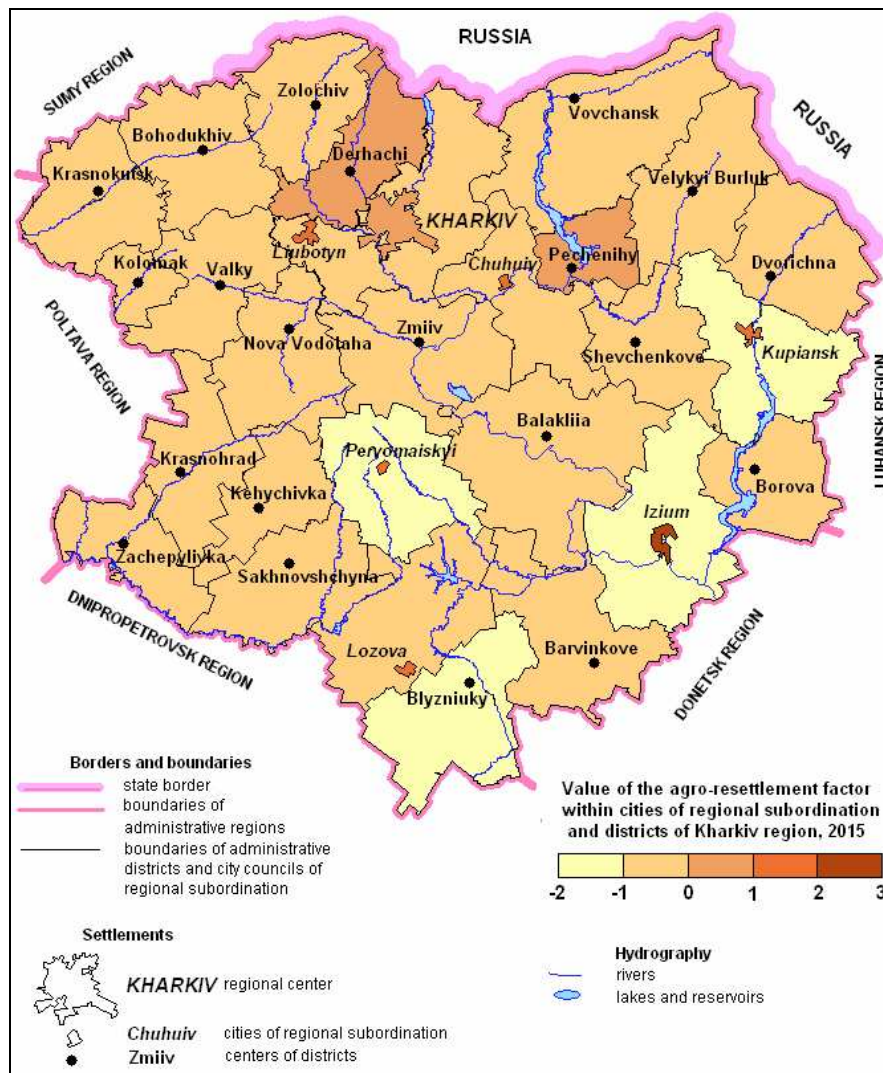 RUSSIA
SUMY REGION
Zolochiv
Vovchansk
RUSSIA
Bohodukhiv
Derhachi
Krasnokutsk
Velykyi Burluk
KHARKIV
Liubotyn
Kolomak
Valky
Chuhuiv
Pechenihy
Dvorichna
POLTAVA REGION
Nova Vodolaha
Zmiiv
Shevchenkove
Kupiansk
LUHANSK REGION
Balakliia
Pervomaiskyi
Krasnohrad
Kehychivka
Borova
Izium
Zachepylivka
Sakhnovshchyna
DNIPROPETROVSK REGION
Lozova
Barvinkove
DONETSK REGION
Blyzniuky
Borders and boundaries
state border
boundaries of
administrative regions
boundaries of administrative
districts and city councils of
regional subordination
Value of the agro-resettlement factor
within cities of regional subordination
and districts of Kharkiv region, 2015
-2 -1 0 1 2 3
Settlements
KHARKIV regional center
Chuhuiv cities of regional subordination
Zmiiv centers of districts
Hydrography
rivers
lakes and reservoirs